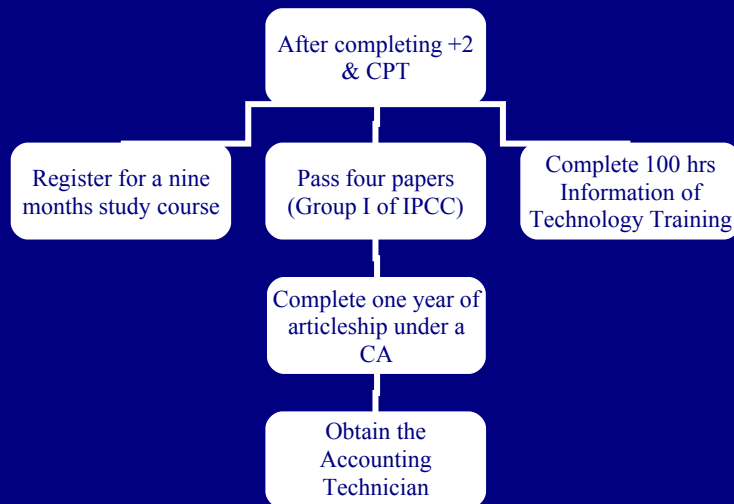 After completing +2
& CPT
Register for a nine
months study course
Pass four papers
(Group I of IPCC)
Complete 100 hrs
Information of
Technology Training
Complete one year of
articleship under a
CA
Obtain the
Accounting
Technician